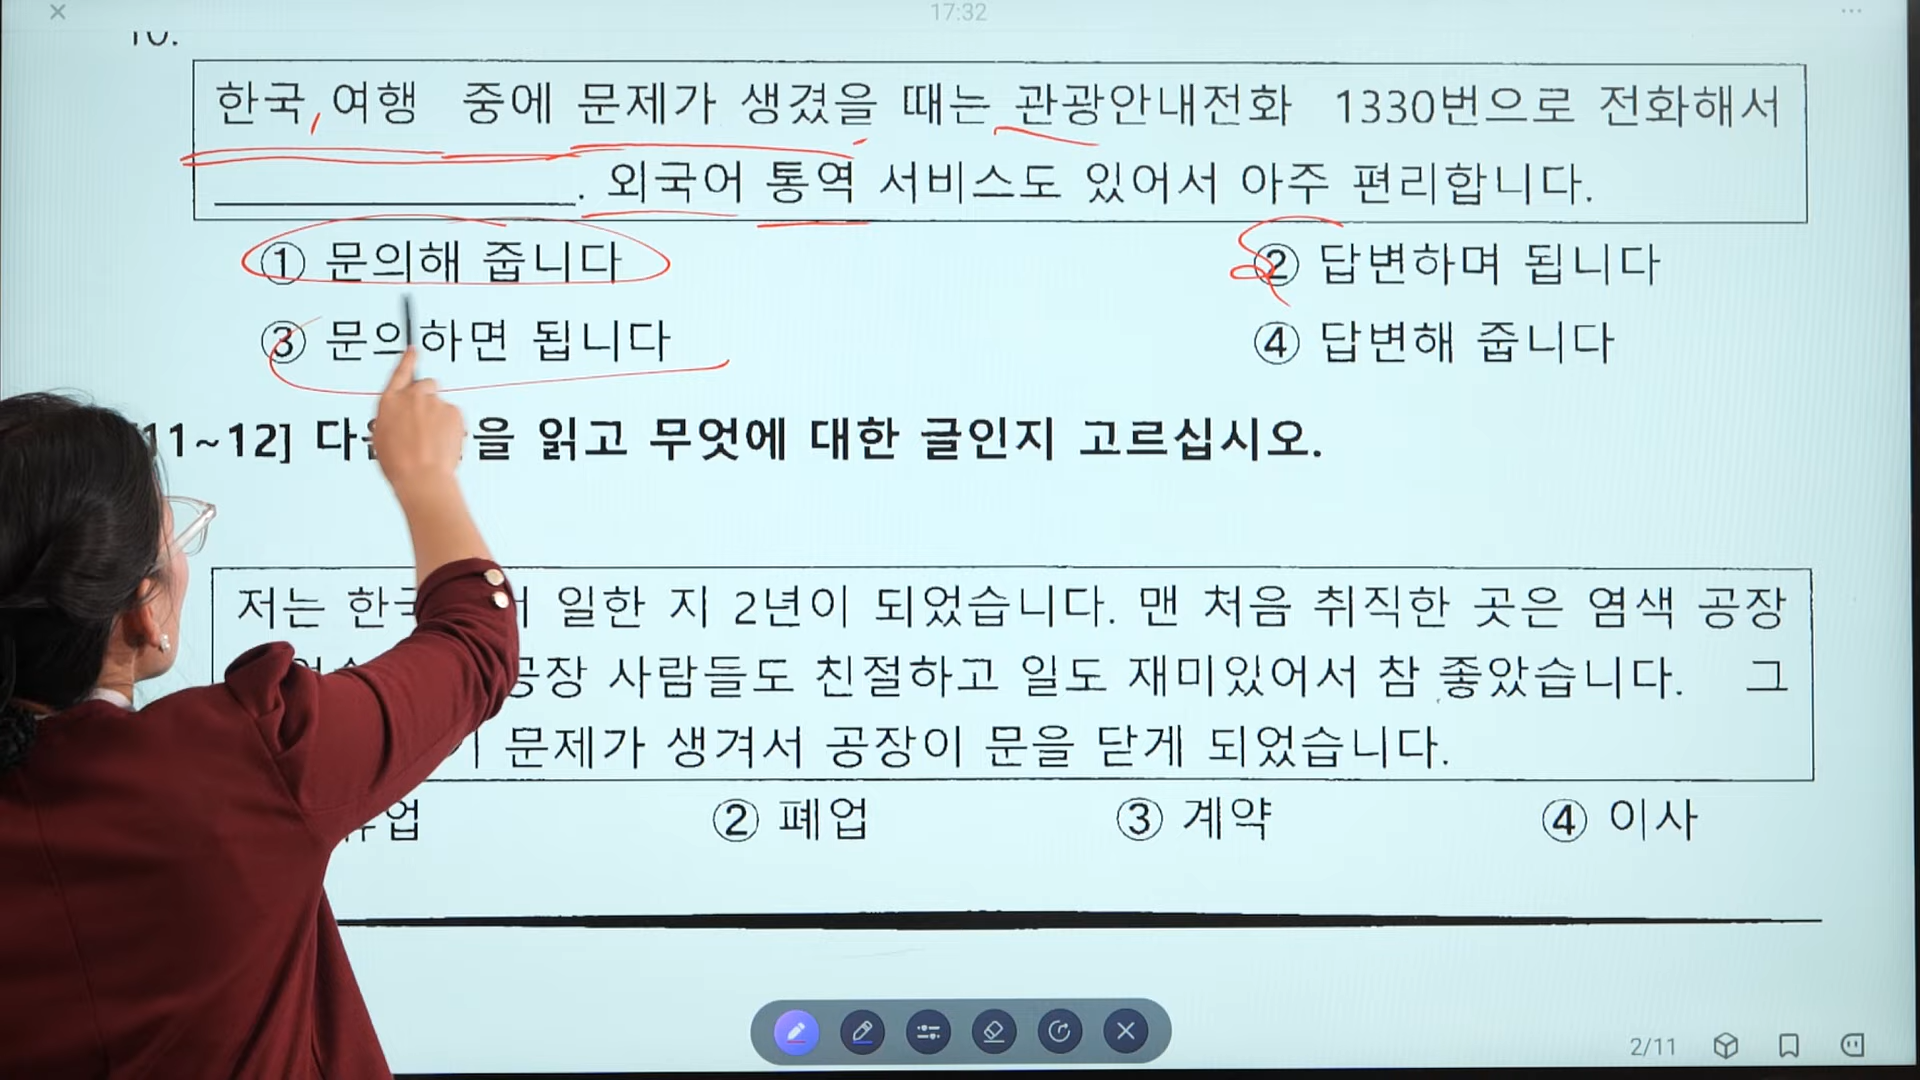 17:32
한국 여행 중에 문제가 생겼을 때는 관광안내전화 1330번으로 전화해서
. 외국어 통역 서비스도 있어서 아주 편리합니다.
① 문의해 줍니다 ② 답변하며 됩니다
③ 문의하면 됩니다 ④ 답변해 줍니다
11~12] 을 읽고 무엇에 대한 글인지 고르십시오.
저는 일한 지 2년이 되었습니다. 맨 처음 취직한 곳은 염색 공장
공장 사람들도 친절하고 일도 재미있어서 참 좋았습니다. 그
문제가 생겨서 공장이 문을 닫게 되었습니다.
② 폐업 ③ 계약 ④ 이사
2/11